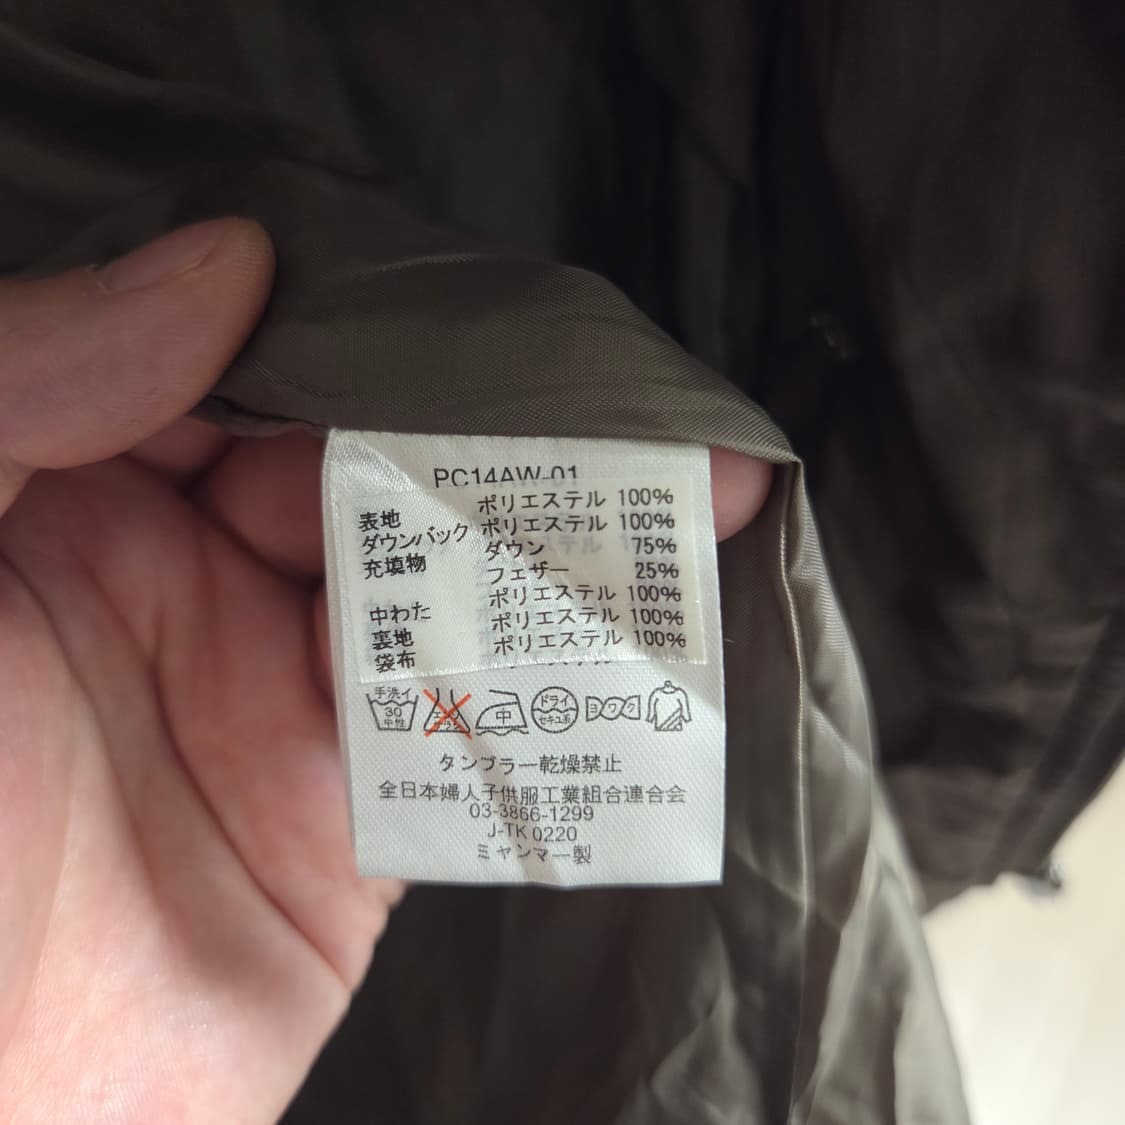 PC14AW-01
表地 ポリエステル 100%
ダウンパック ポリエステル 100%
充填物 ダウン 75%
フェザー 25%
中わた ポリエステル 100%
裏地 ポリエステル 100%
袋布 ポリエステル 100%
手洗イ 30 中性 中 ドライ セキユ系 ヨワク
タンブラー乾燥禁止
全日本婦人子供服工業組合連合会
03-3866-1299
J-TK 0220
ミャンマー製